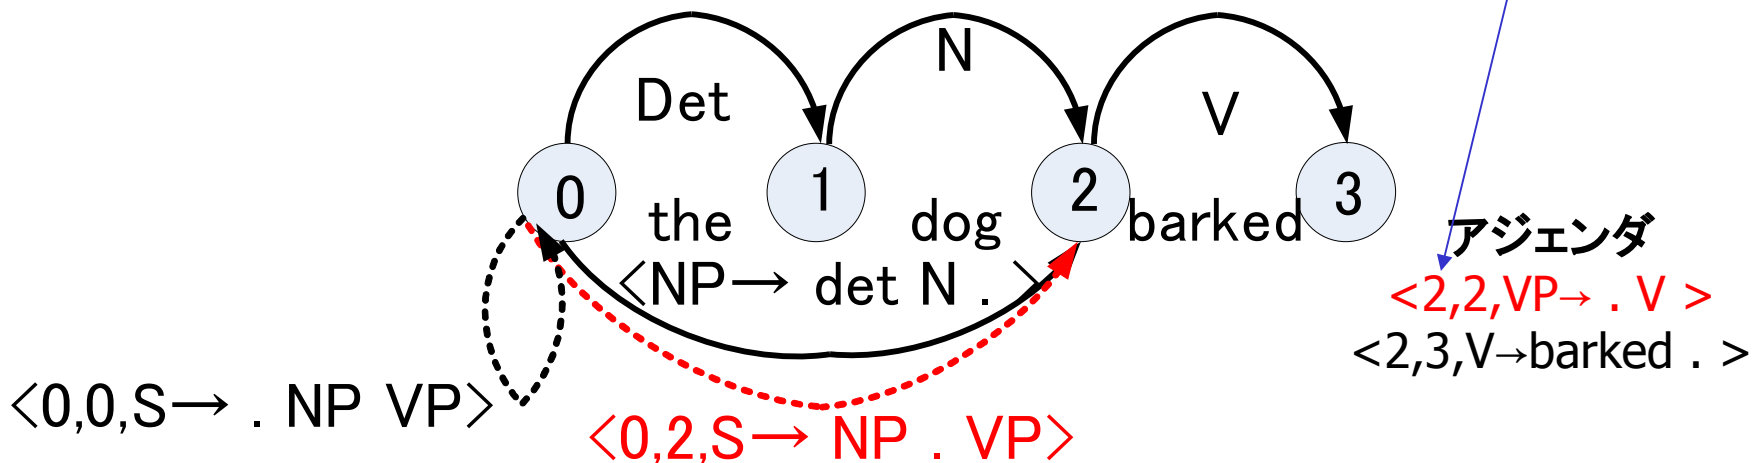 N
Det
V
0
1
2
3
the
dog
barked
アジェンダ
<NP→ det N . >
<2,2,VP→ . V >
<2,3,V→barked . >
<0,0,S→ . NP VP>
<0,2,S→ NP . VP>